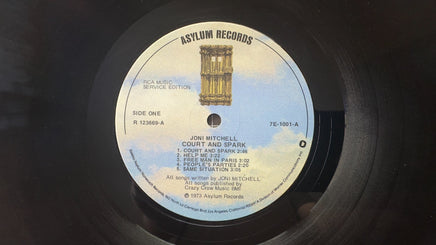 ASYLUM RECORDS
RCA MUSIC
SERVICE EDITION
SIDE ONE
R 123669-A
7E-1001-A
JONI MITCHELL
COURT AND SPARK
1. COURT AND SPARK 2:46
2. HELP ME 3:22
3. FREE MAN IN PARIS 3:02
4. PEOPLE'S PARTIES 2:20
5. SAME SITUATION 3:05
All songs written by JONI MITCHELL
All songs published by
Crazy Crow Music BMI
℗ 1973 Asylum Records